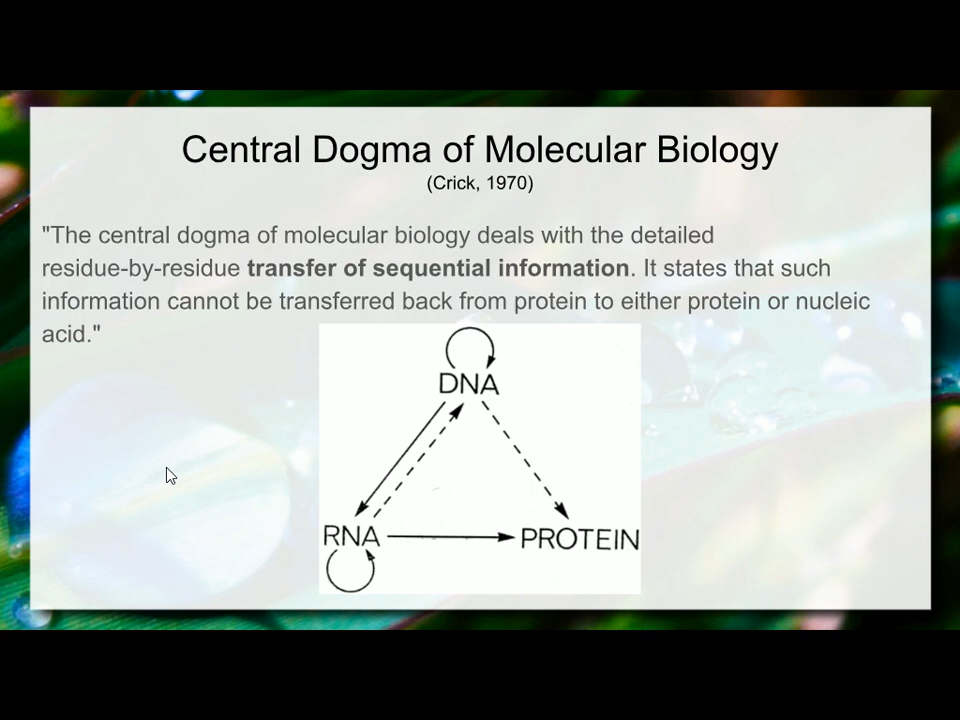 Central Dogma of Molecular Biology
(Crick, 1970)
"The central dogma of molecular biology deals with the detailed
residue-by-residue transfer of sequential information. It states that such
information cannot be transferred back from protein to either protein or nucleic
acid."
DNA
RNA
PROTEIN